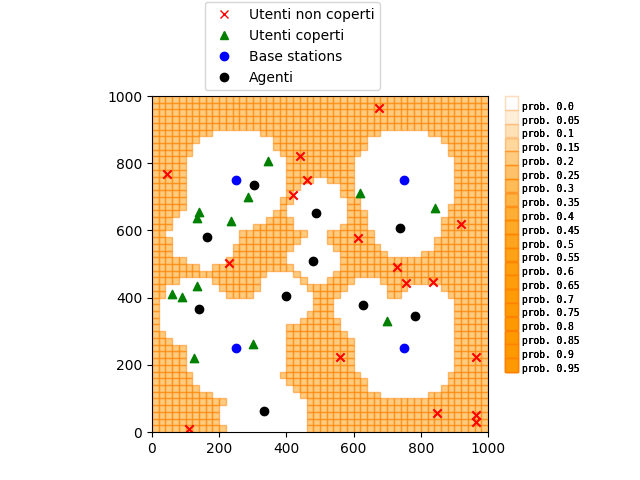 Utenti non coperti
Utenti coperti
Base stations
Agenti
1000
800
600
400
200
0
0
200
400
600
800
1000
prob. 0.0
prob. 0.05
prob. 0.1
prob. 0.15
prob. 0.2
prob. 0.25
prob. 0.3
prob. 0.35
prob. 0.4
prob. 0.45
prob. 0.5
prob. 0.55
prob. 0.6
prob. 0.65
prob. 0.7
prob. 0.75
prob. 0.8
prob. 0.85
prob. 0.9
prob. 0.95